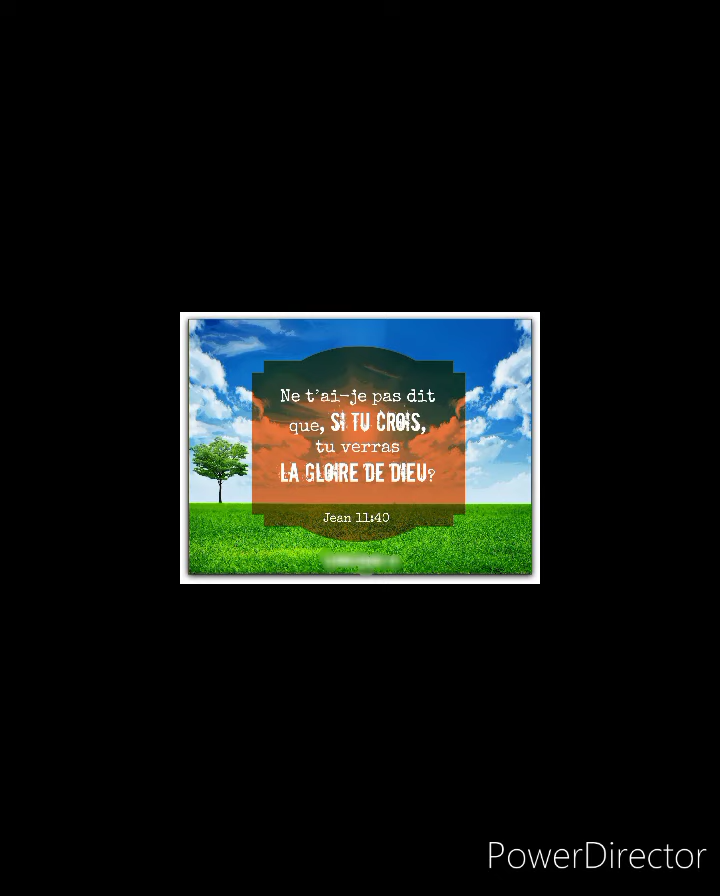 Ne t'ai-je pas dit
que, SI TU CROIS,
tu verras
LA GLOIRE DE DIEU?
Jean 11:40
PowerDirector